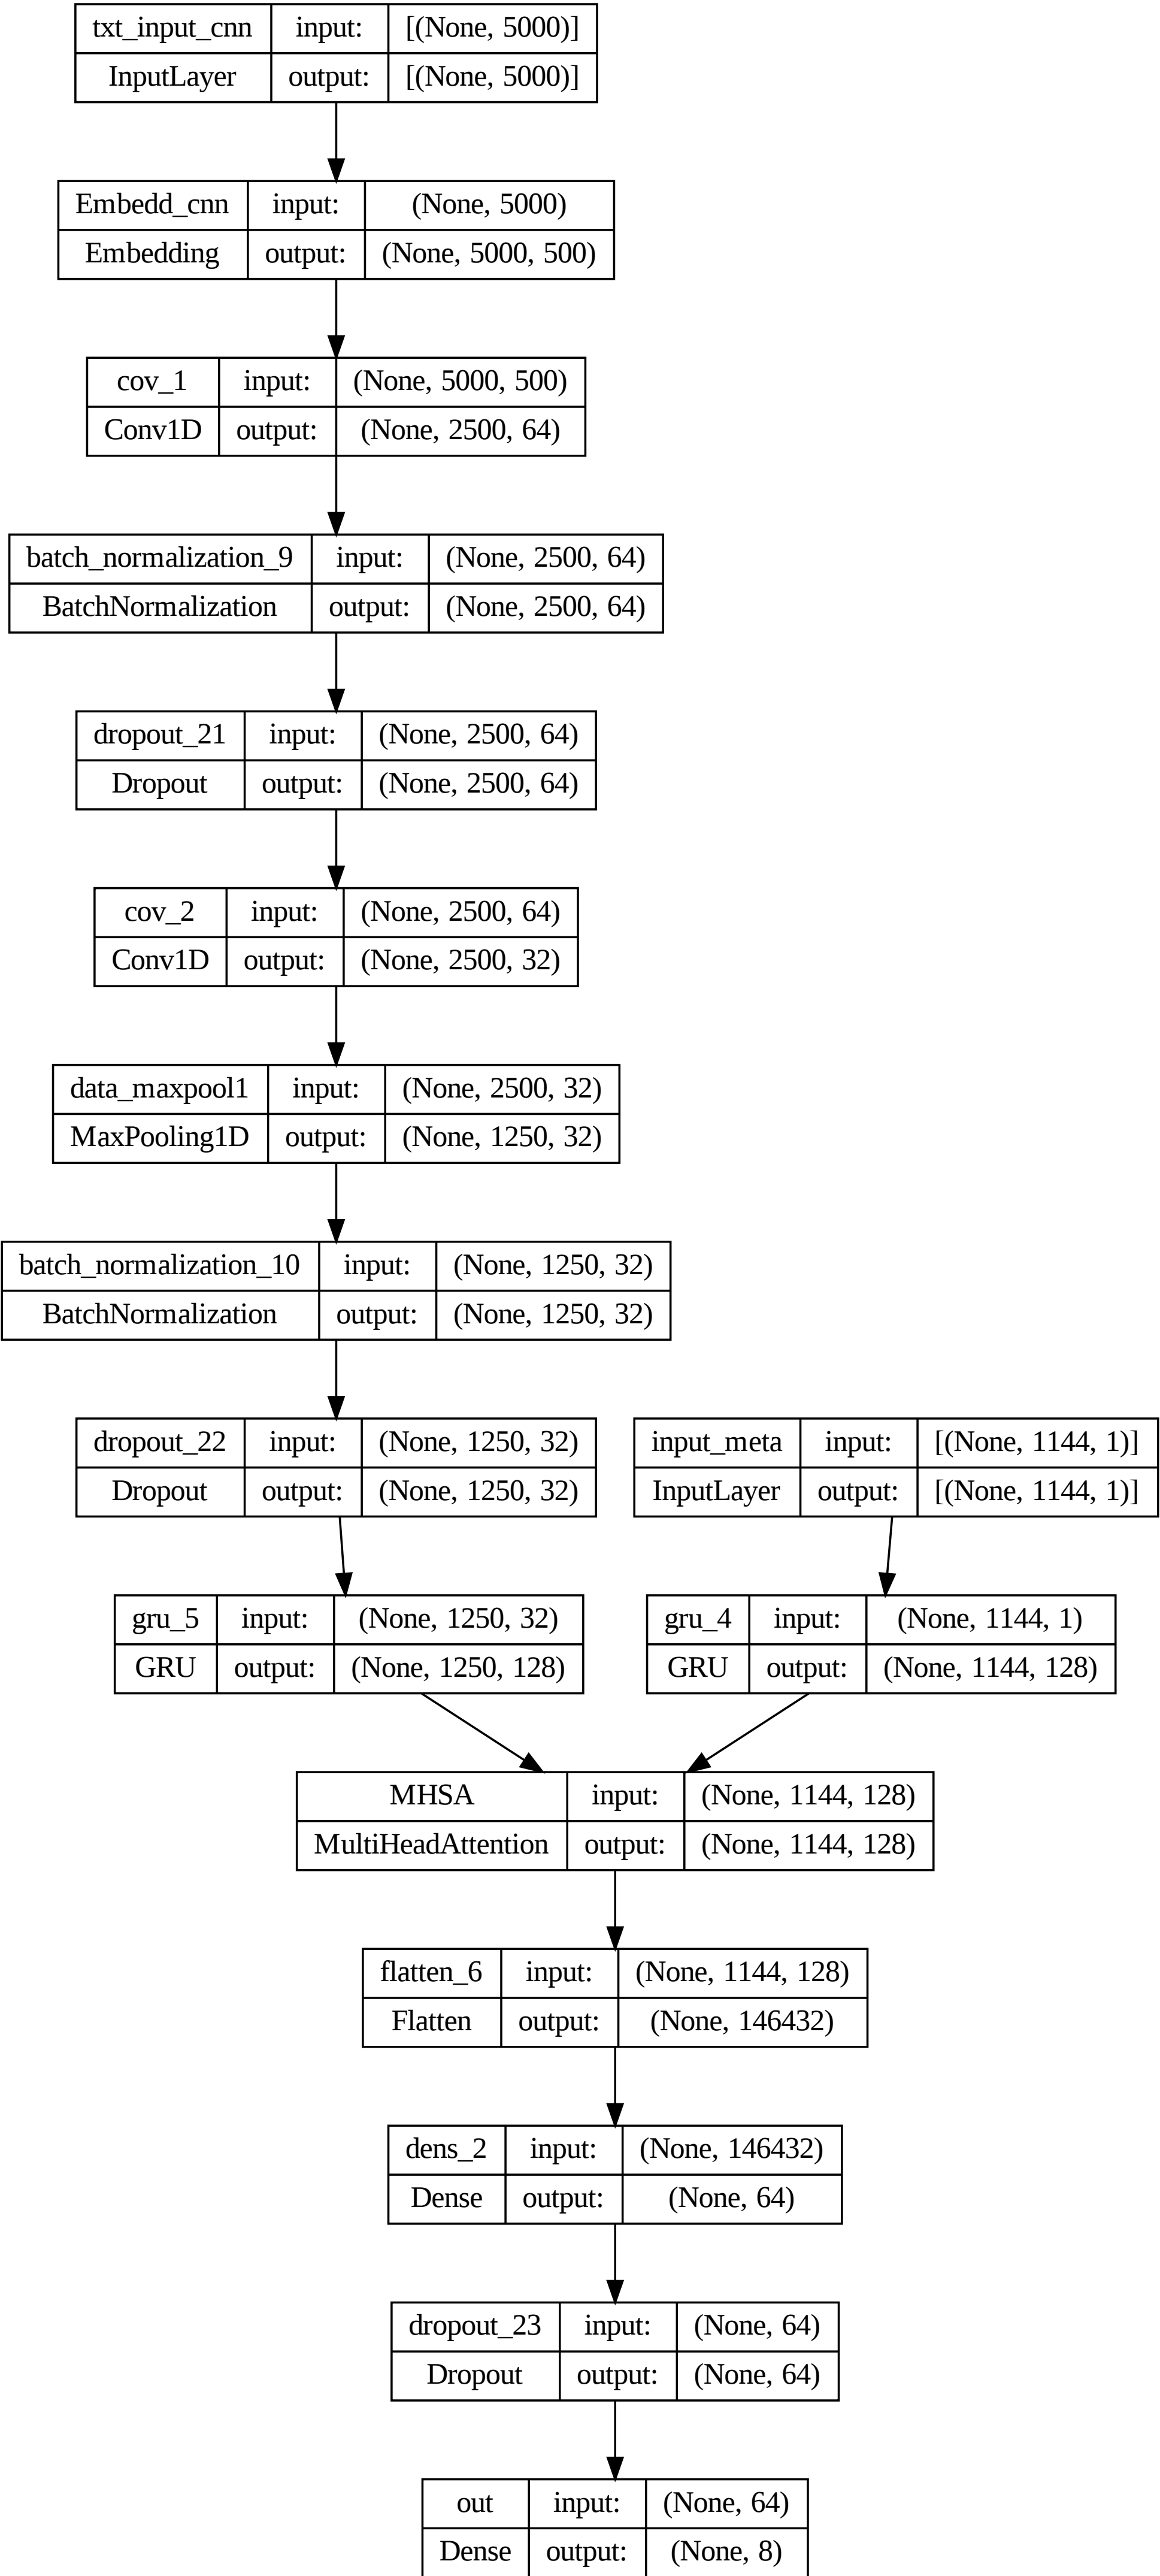 txt_input_cnn input: [(None, 5000)]
InputLayer output: [(None, 5000)]
Embedd_cnn input: (None, 5000)
Embedding output: (None, 5000, 500)
cov_1 input: (None, 5000, 500)
Conv1D output: (None, 2500, 64)
batch_normalization_9 input: (None, 2500, 64)
BatchNormalization output: (None, 2500, 64)
dropout_21 input: (None, 2500, 64)
Dropout output: (None, 2500, 64)
cov_2 input: (None, 2500, 64)
Conv1D output: (None, 2500, 32)
data_maxpool1 input: (None, 2500, 32)
MaxPooling1D output: (None, 1250, 32)
batch_normalization_10 input: (None, 1250, 32)
BatchNormalization output: (None, 1250, 32)
dropout_22 input: (None, 1250, 32)
Dropout output: (None, 1250, 32)
input_meta input: [(None, 1144, 1)]
InputLayer output: [(None, 1144, 1)]
gru_5 input: (None, 1250, 32)
GRU output: (None, 1250, 128)
gru_4 input: (None, 1144, 1)
GRU output: (None, 1144, 128)
MHSA input: (None, 1144, 128)
MultiHeadAttention output: (None, 1144, 128)
flatten_6 input: (None, 1144, 128)
Flatten output: (None, 146432)
dens_2 input: (None, 146432)
Dense output: (None, 64)
dropout_23 input: (None, 64)
Dropout output: (None, 64)
out input: (None, 64)
Dense output: (None, 8)